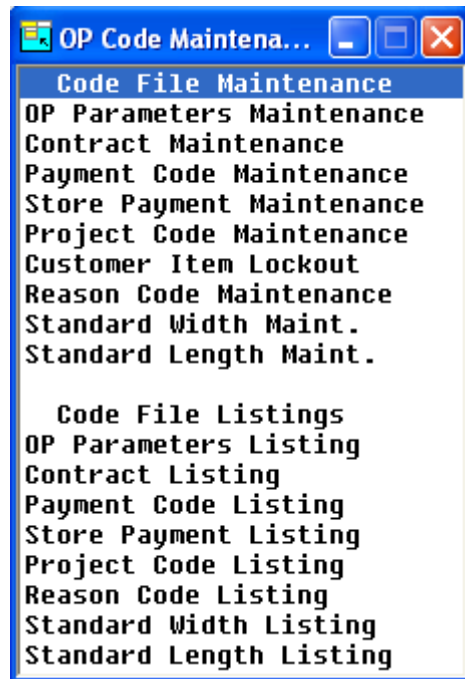 OP Code Maintena...
Code File Maintenance
OP Parameters Maintenance
Contract Maintenance
Payment Code Maintenance
Store Payment Maintenance
Project Code Maintenance
Customer Item Lockout
Reason Code Maintenance
Standard Width Maint.
Standard Length Maint.
Code File Listings
OP Parameters Listing
Contract Listing
Payment Code Listing
Store Payment Listing
Project Code Listing
Reason Code Listing
Standard Width Listing
Standard Length Listing